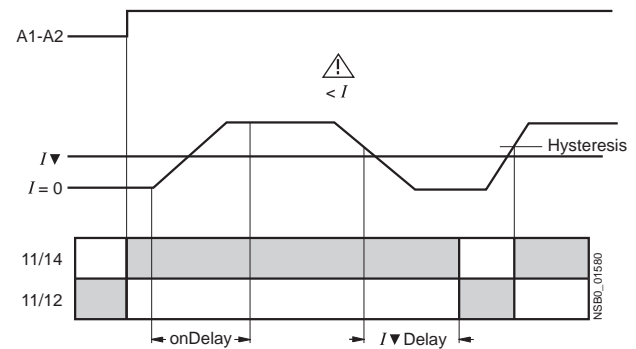 A1-A2
!
< I
Hysteresis
I▼
I = 0
11/14
11/12
NSB0_01580
onDelay
I▼Delay